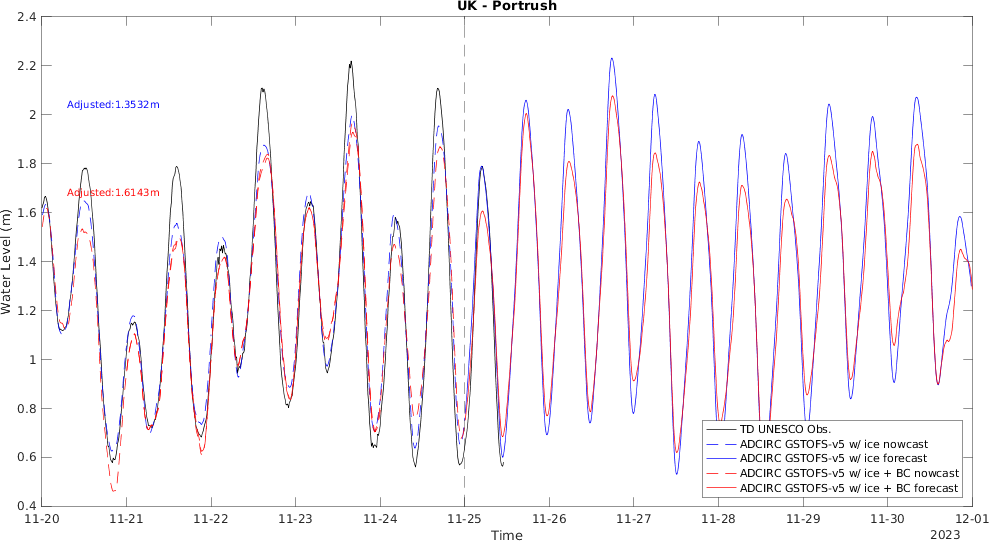 UK - Portrush
2.4
2.2
2
1.8
1.6
1.4
1.2
1
0.8
0.6
0.4
Water Level (m)
Adjusted:1.3532m
Adjusted:1.6143m
TD UNESCO Obs.
ADCIRC GSTOFS-v5 w/ ice nowcast
ADCIRC GSTOFS-v5 w/ ice forecast
ADCIRC GSTOFS-v5 w/ ice + BC nowcast
ADCIRC GSTOFS-v5 w/ ice + BC forecast
11-20 11-21 11-22 11-23 11-24 11-25 11-26 11-27 11-28 11-29 11-30 12-01
Time
2023